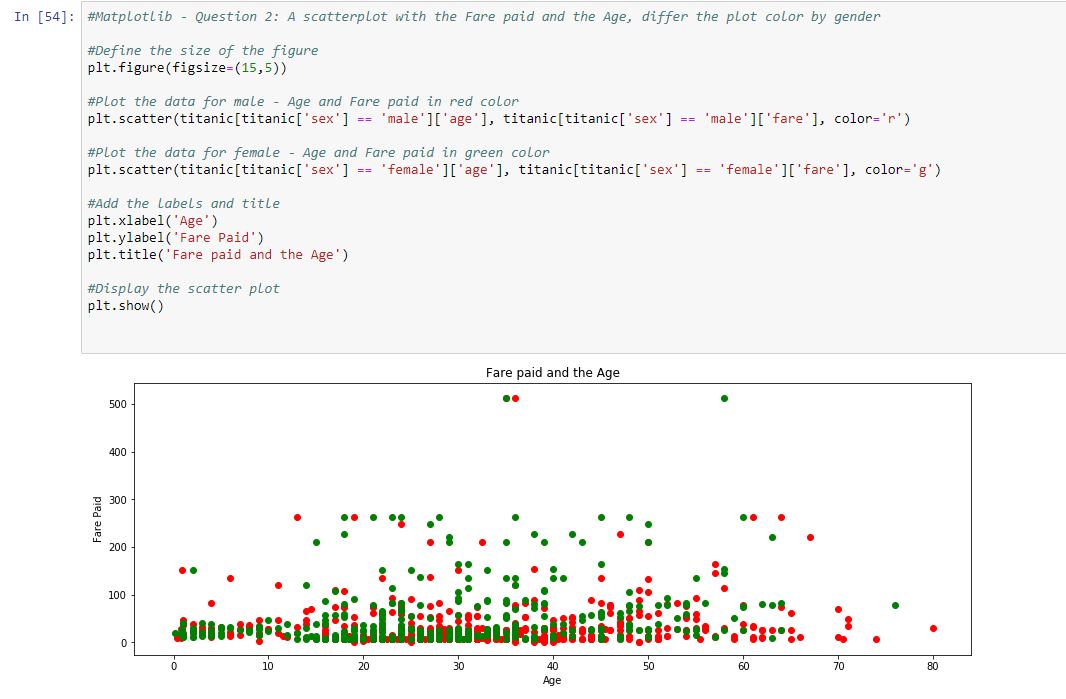 In [54]: #Matplotlib - Question 2: A scatterplot with the Fare paid and the Age, differ the plot color by gender
#Define the size of the figure
plt.figure(figsize=(15,5))
#Plot the data for male - Age and Fare paid in red color
plt.scatter(titanic[titanic['sex'] == 'male']['age'], titanic[titanic['sex'] == 'male']['fare'], color='r')
#Plot the data for female - Age and Fare paid in green color
plt.scatter(titanic[titanic['sex'] == 'female']['age'], titanic[titanic['sex'] == 'female']['fare'], color='g')
#Add the labels and title
plt.xlabel('Age')
plt.ylabel('Fare Paid')
plt.title('Fare paid and the Age')
#Display the scatter plot
plt.show()
Fare paid and the Age
Fare Paid
500
400
300
200
100
0
0 10 20 30 40 50 60 70 80
Age